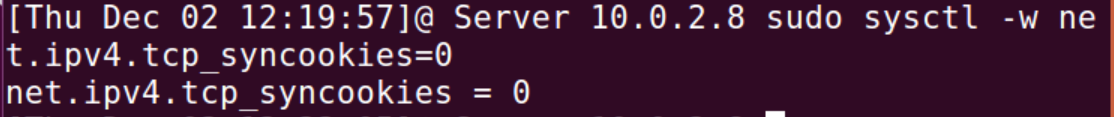 [Thu Dec 02 12:19:57]@ Server 10.0.2.8 sudo sysctl -w ne
t.ipv4.tcp_syncookies=0
net.ipv4.tcp_syncookies = 0